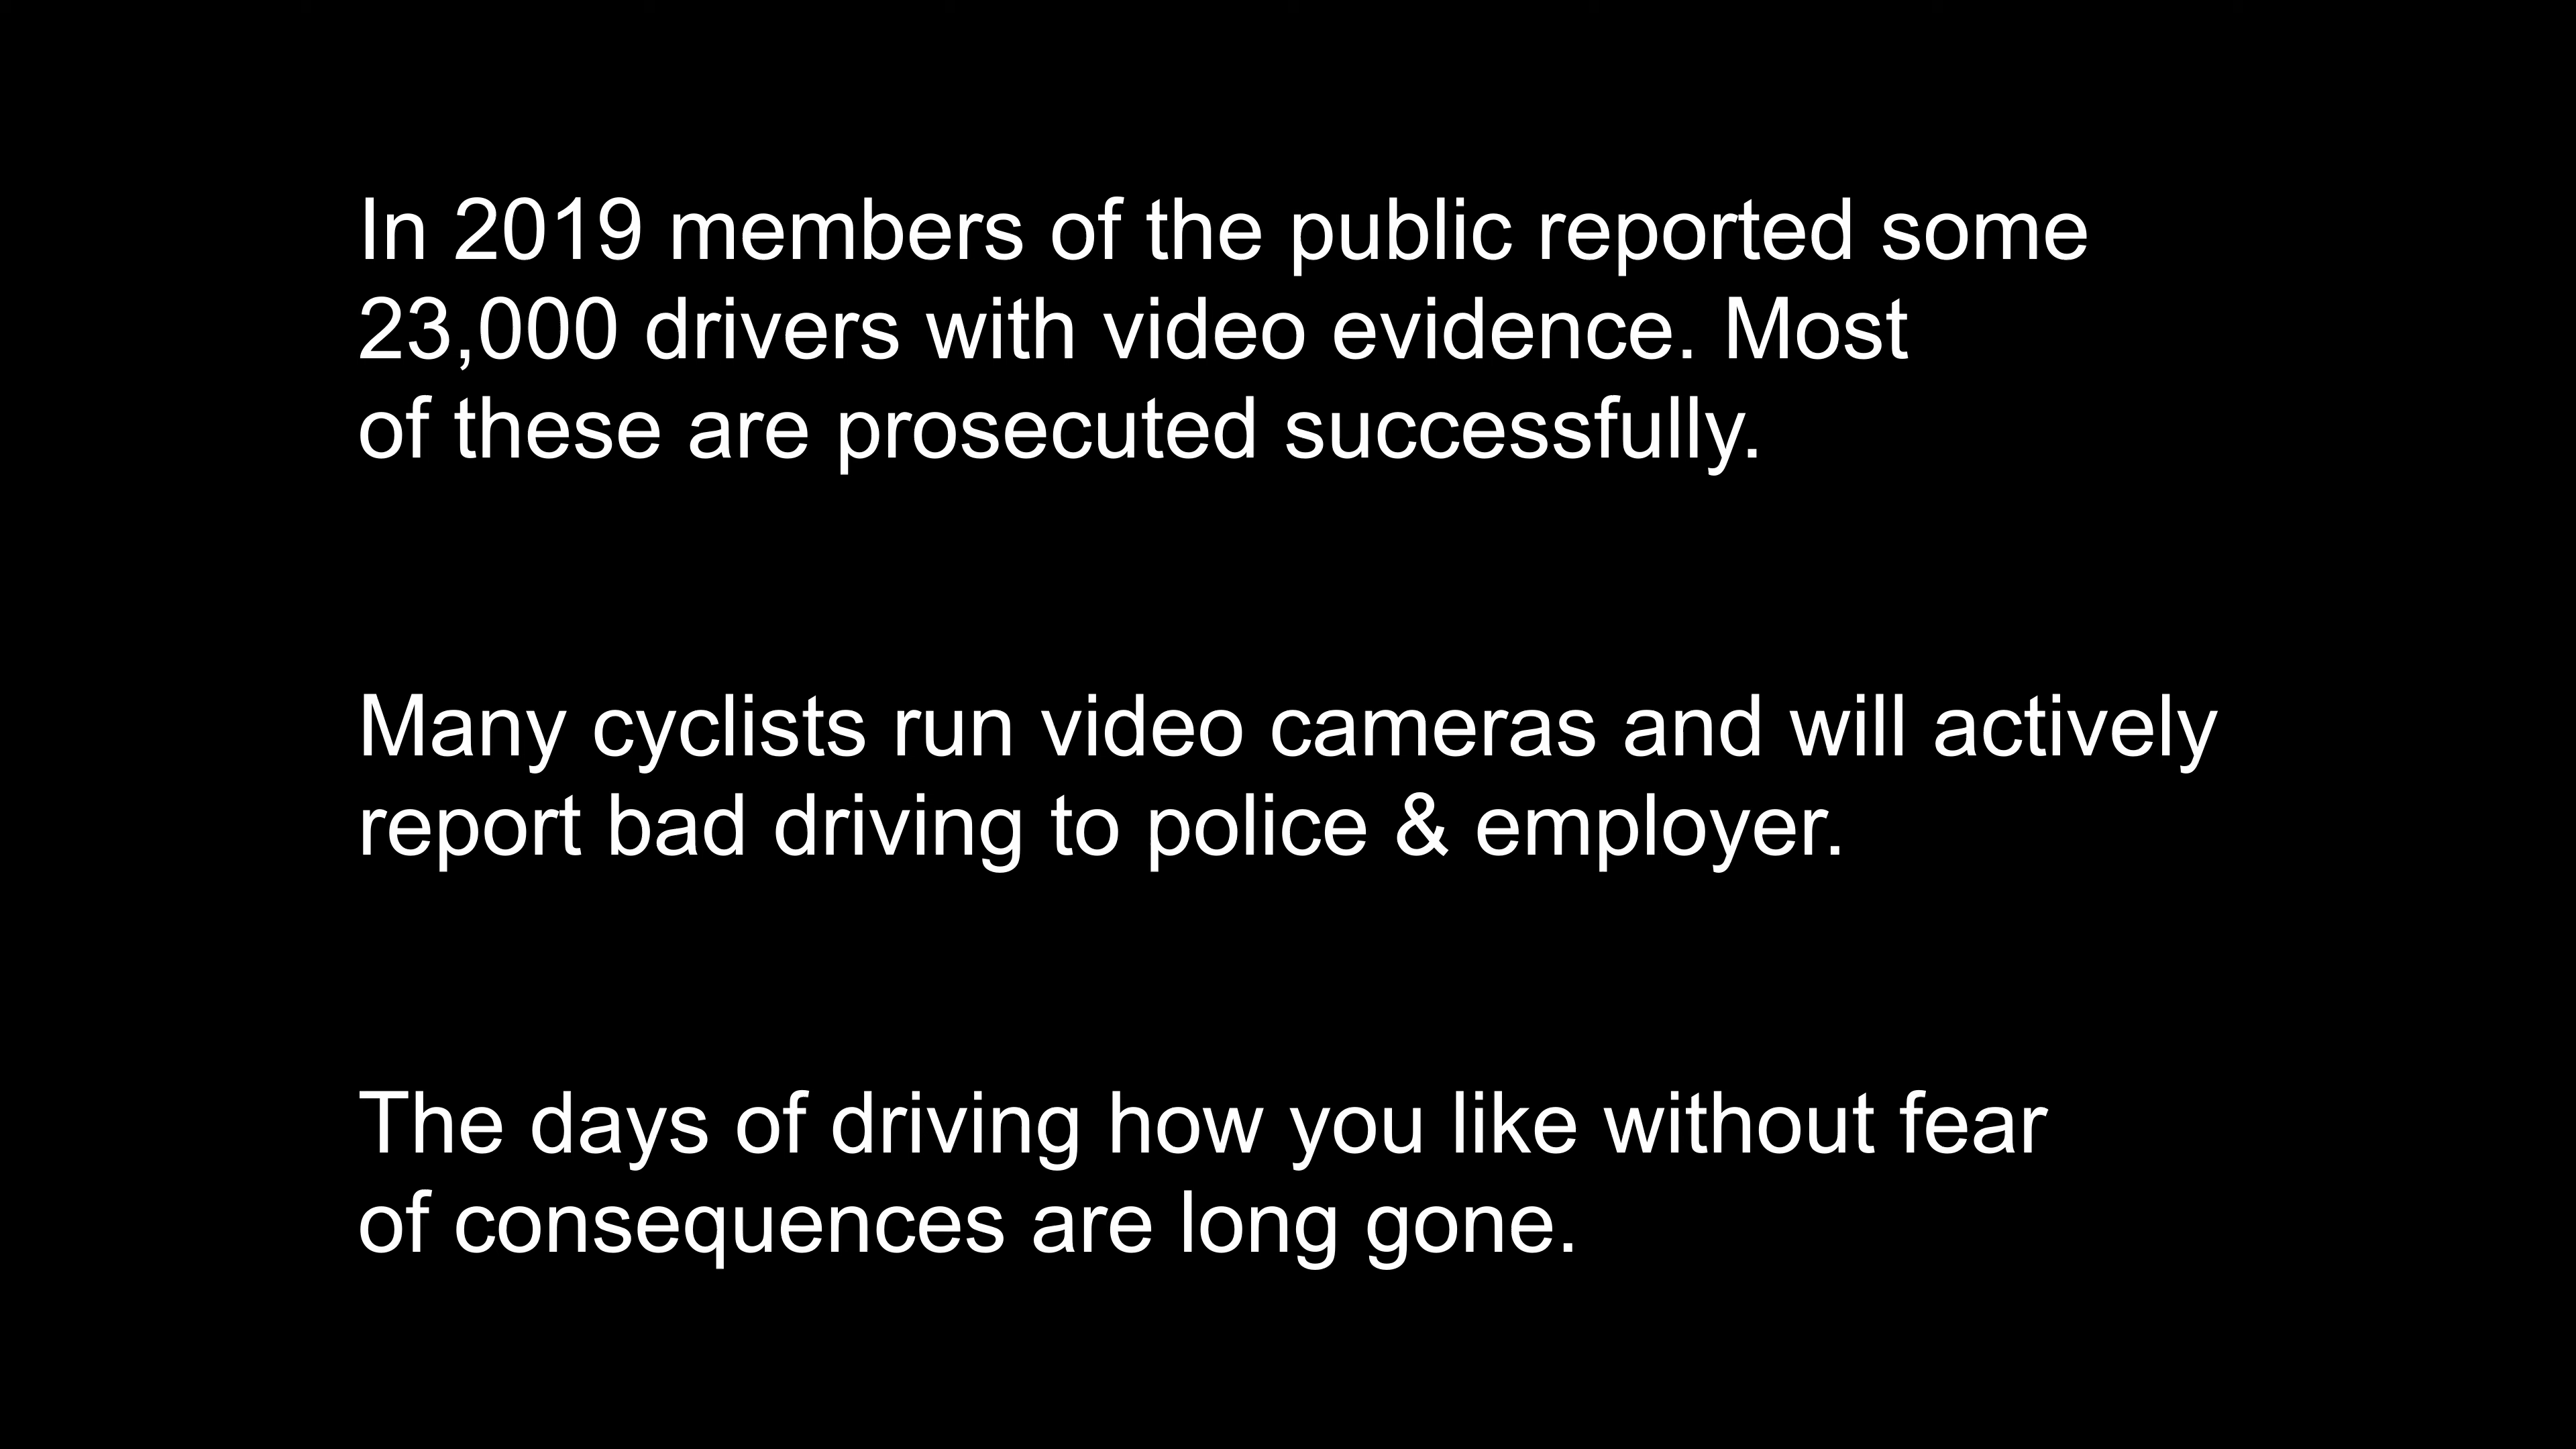 In 2019 members of the public reported some
23,000 drivers with video evidence. Most
of these are prosecuted successfully.
Many cyclists run video cameras and will actively
report bad driving to police & employer.
The days of driving how you like without fear
of consequences are long gone.